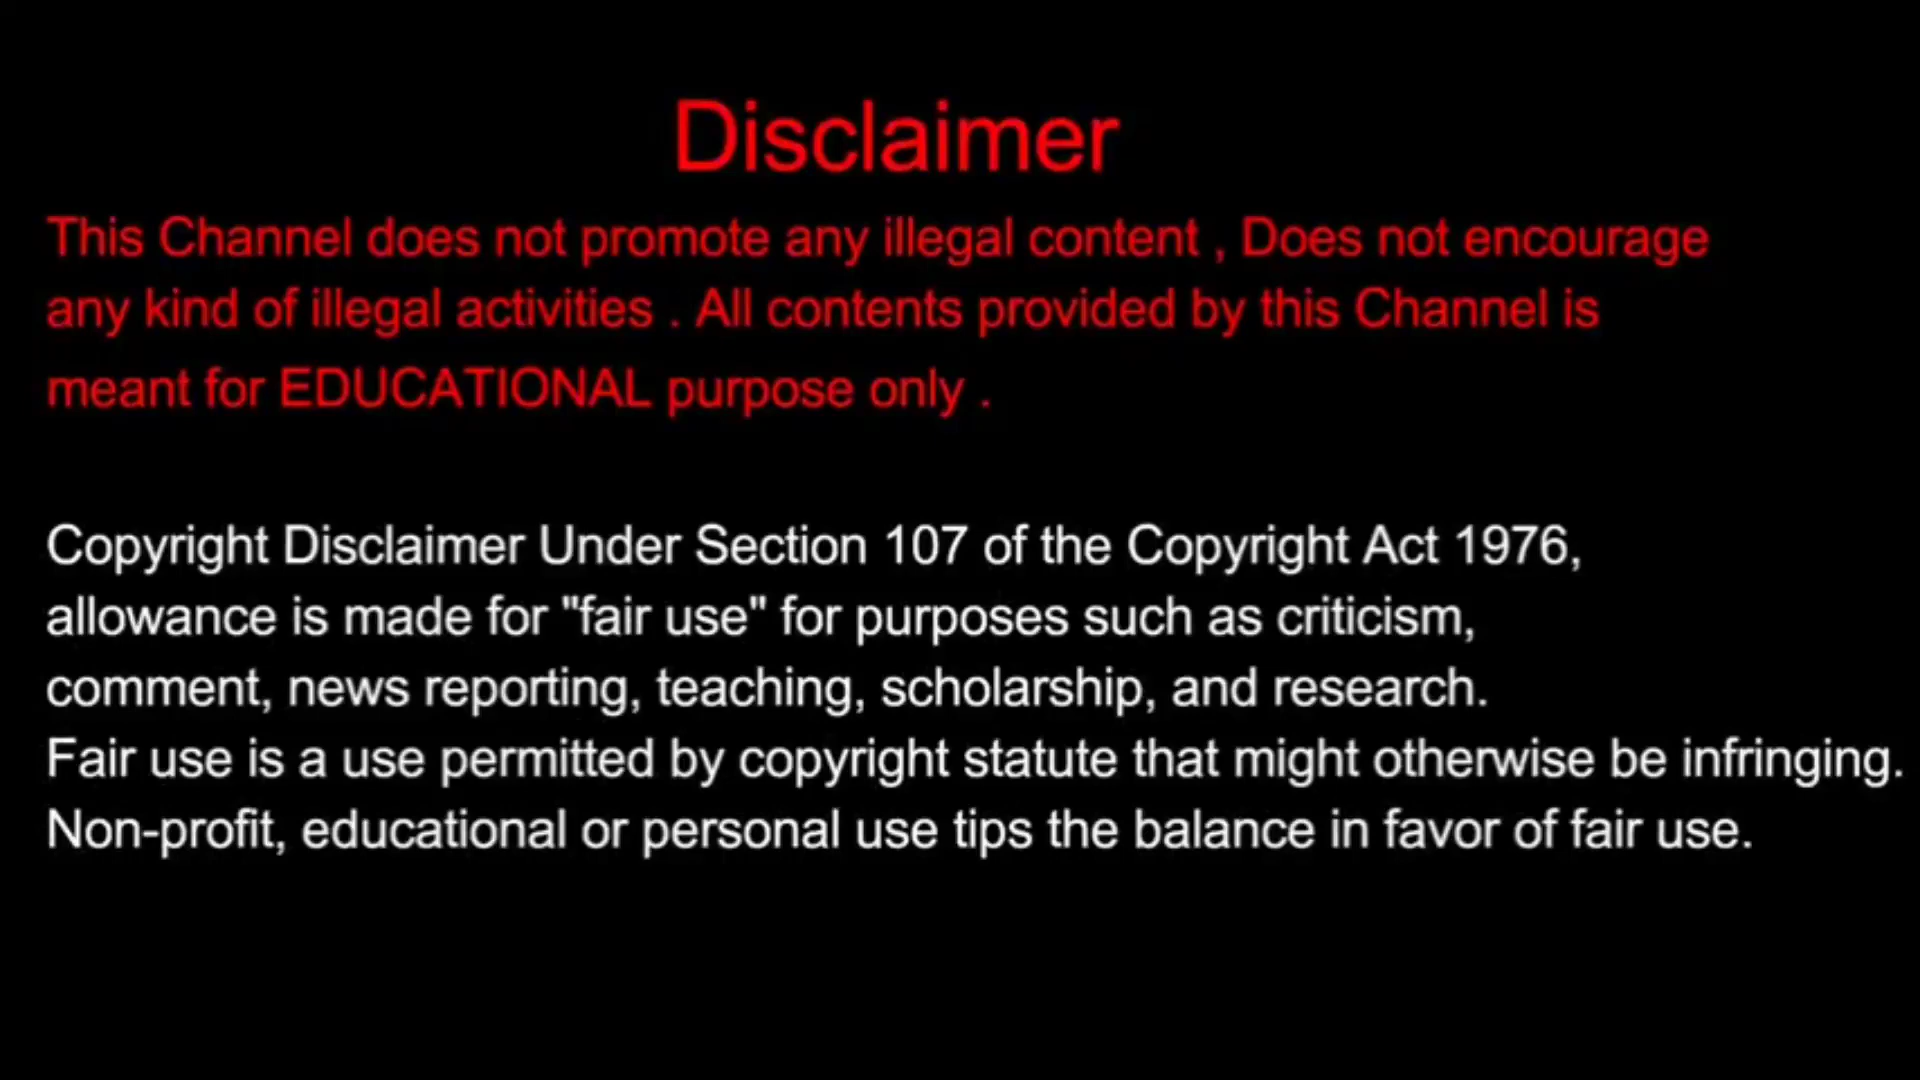 Disclaimer
This Channel does not promote any illegal content , Does not encourage
any kind of illegal activities . All contents provided by this Channel is
meant for EDUCATIONAL purpose only .
Copyright Disclaimer Under Section 107 of the Copyright Act 1976,
allowance is made for "fair use" for purposes such as criticism,
comment, news reporting, teaching, scholarship, and research.
Fair use is a use permitted by copyright statute that might otherwise be infringing.
Non-profit, educational or personal use tips the balance in favor of fair use.